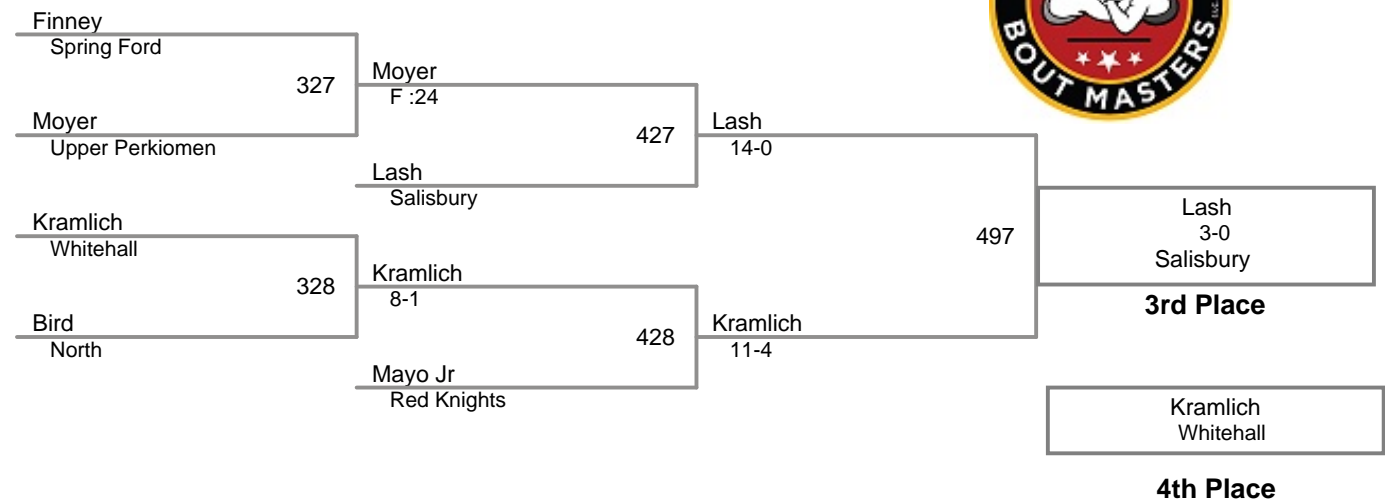 Finney
Spring Ford
327
Moyer
Upper Perkiomen
Moyer
F :24
427
Lash
Salisbury
Kramlich
Whitehall
328
Bird
North
Kramlich
8-1
428
Mayo Jr
Red Knights
Lash
14-0
497
Kramlich
11-4
Lash
3-0
Salisbury
3rd Place
Kramlich
Whitehall
4th Place
BOUT MASTERS